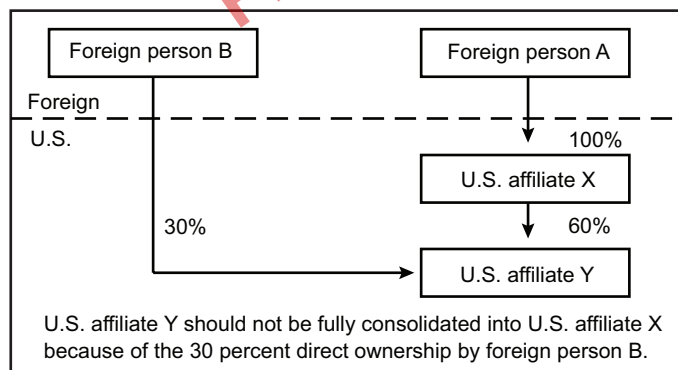 Foreign person B
Foreign person A
Foreign
U.S.
100%
U.S. affiliate X
30%
60%
U.S. affiliate Y
U.S. affiliate Y should not be fully consolidated into U.S. affiliate X
because of the 30 percent direct ownership by foreign person B.